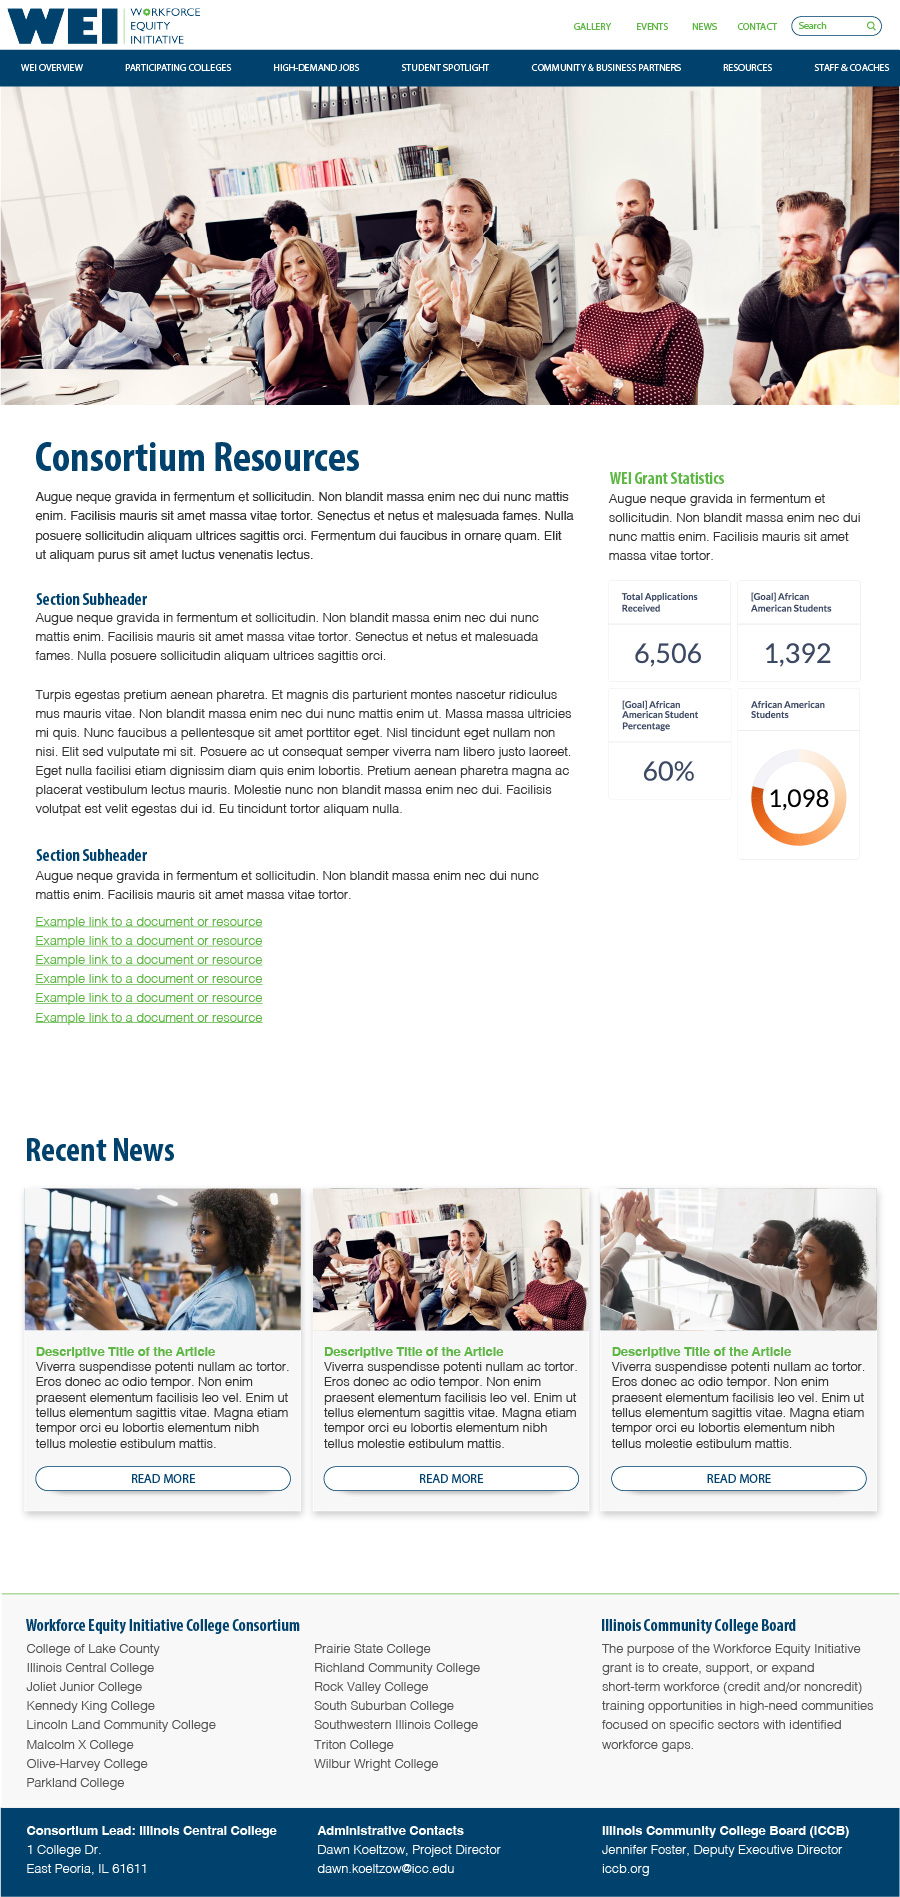 WEI WORKFORCE
EQUITY
INITIATIVE
GALLERY EVENTS NEWS CONTACT Search
WEI OVERVIEW PARTICIPATING COLLEGES HIGH-DEMAND JOBS STUDENT SPOTLIGHT COMMUNITY & BUSINESS PARTNERS RESOURCES STAFF & COACHES
Consortium Resources
Augue neque gravida in fermentum et sollicitudin. Non blandit massa enim nec dui nunc mattis
enim. Facilisis mauris sit amet massa vitae tortor. Senectus et netus et malesuada fames. Nulla
posuere sollicitudin aliquam ultrices sagittis orci. Fermentum dui faucibus in ornare quam. Elit
ut aliquam purus sit amet luctus venenatis lectus.
Section Subheader
Augue neque gravida in fermentum et sollicitudin. Non blandit massa enim nec dui nunc
mattis enim. Facilisis mauris sit amet massa vitae tortor. Senectus et netus et malesuada
fames. Nulla posuere sollicitudin aliquam ultrices sagittis orci.
Turpis egestas pretium aenean pharetra. Et magnis dis parturient montes nascetur ridiculus
mus mauris vitae. Non blandit massa enim nec dui nunc mattis enim ut. Massa massa ultricies
mi quis. Nunc faucibus a pellentesque sit amet porttitor eget. Nisl tincidunt eget nullam non
nisi. Elit sed vulputate mi sit. Posuere ac ut consequat semper viverra nam libero justo laoreet.
Eget nulla facilisi etiam dignissim diam quis enim lobortis. Pretium aenean pharetra magna ac
placerat vestibulum lectus mauris. Molestie nunc non blandit massa enim nec dui. Facilisis
volutpat est velit egestas dui id. Eu tincidunt tortor aliquam nulla.
Section Subheader
Augue neque gravida in fermentum et sollicitudin. Non blandit massa enim nec dui nunc
mattis enim. Facilisis mauris sit amet massa vitae tortor.
Example link to a document or resource
Example link to a document or resource
Example link to a document or resource
Example link to a document or resource
Example link to a document or resource
Example link to a document or resource
WEI Grant Statistics
Augue neque gravida in fermentum et
sollicitudin. Non blandit massa enim nec dui
nunc mattis enim. Facilisis mauris sit amet
massa vitae tortor.
Total Applications
Received
6,506
[Goal] African
American Students
1,392
[Goal] African
American Student
Percentage
60%
African American
Students
1,098
Recent News
Descriptive Title of the Article
Viverra suspendisse potenti nullam ac tortor.
Eros donec ac odio tempor. Non enim
praesent elementum facilisis leo vel. Enim ut
tellus elementum sagittis vitae. Magna etiam
tempor orci eu lobortis elementum nibh
tellus molestie estibulum mattis.
READ MORE
Descriptive Title of the Article
Viverra suspendisse potenti nullam ac tortor.
Eros donec ac odio tempor. Non enim
praesent elementum facilisis leo vel. Enim ut
tellus elementum sagittis vitae. Magna etiam
tempor orci eu lobortis elementum nibh
tellus molestie estibulum mattis.
READ MORE
Descriptive Title of the Article
Viverra suspendisse potenti nullam ac tortor.
Eros donec ac odio tempor. Non enim
praesent elementum facilisis leo vel. Enim ut
tellus elementum sagittis vitae. Magna etiam
tempor orci eu lobortis elementum nibh
tellus molestie estibulum mattis.
READ MORE
Workforce Equity Initiative College Consortium
College of Lake County
Illinois Central College
Joliet Junior College
Kennedy King College
Lincoln Land Community College
Malcolm X College
Olive-Harvey College
Parkland College
Prairie State College
Richland Community College
Rock Valley College
South Suburban College
Southwestern Illinois College
Triton College
Wilbur Wright College
Illinois Community College Board
The purpose of the Workforce Equity Initiative
grant is to create, support, or expand
short-term workforce (credit and/or noncredit)
training opportunities in high-need communities
focused on specific sectors with identified
workforce gaps.
Consortium Lead: Illinois Central College
1 College Dr.
East Peoria, IL 61611
Administrative Contacts
Dawn Koeltzow, Project Director
dawn.koeltzow@icc.edu
Illinois Community College Board (ICCB)
Jennifer Foster, Deputy Executive Director
iccb.org